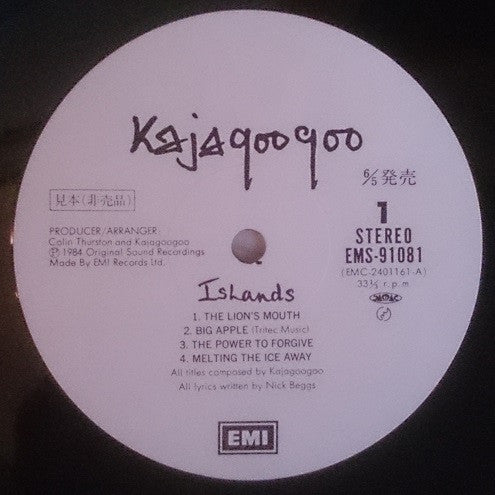 Kajagoogoo
6/5 発売
見本(非売品)
1
STEREO
EMS-91081
(EMC-2401161-A)
33⅓ r.p.m
PRODUCER/ARRANGER:
Colin Thurston and Kajagoogoo
Ⓟ 1984 Original Sound Recordings
Made By EMI Records Ltd.
Islands
1. THE LION'S MOUTH
2. BIG APPLE (Tritec Music)
3. THE POWER TO FORGIVE
4. MELTING THE ICE AWAY
All titles composed by Kajagoogoo
All lyrics written by Nick Beggs
EMI